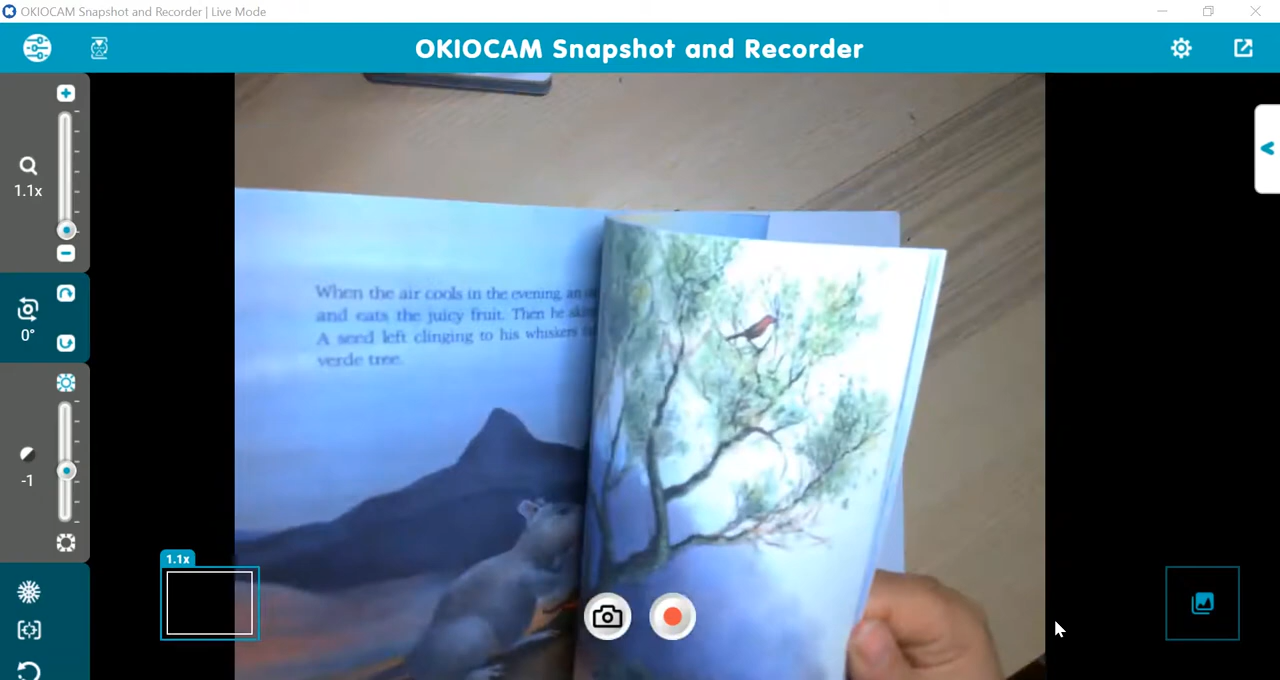 OKIOCAM Snapshot and Recorder | Live Mode
OKIOCAM Snapshot and Recorder
1.1x
0°
-1
When the air cools in the evening, an
and eats the juicy fruit. Then he
A seed left clinging to his whiskers
verde tree.
1.1x